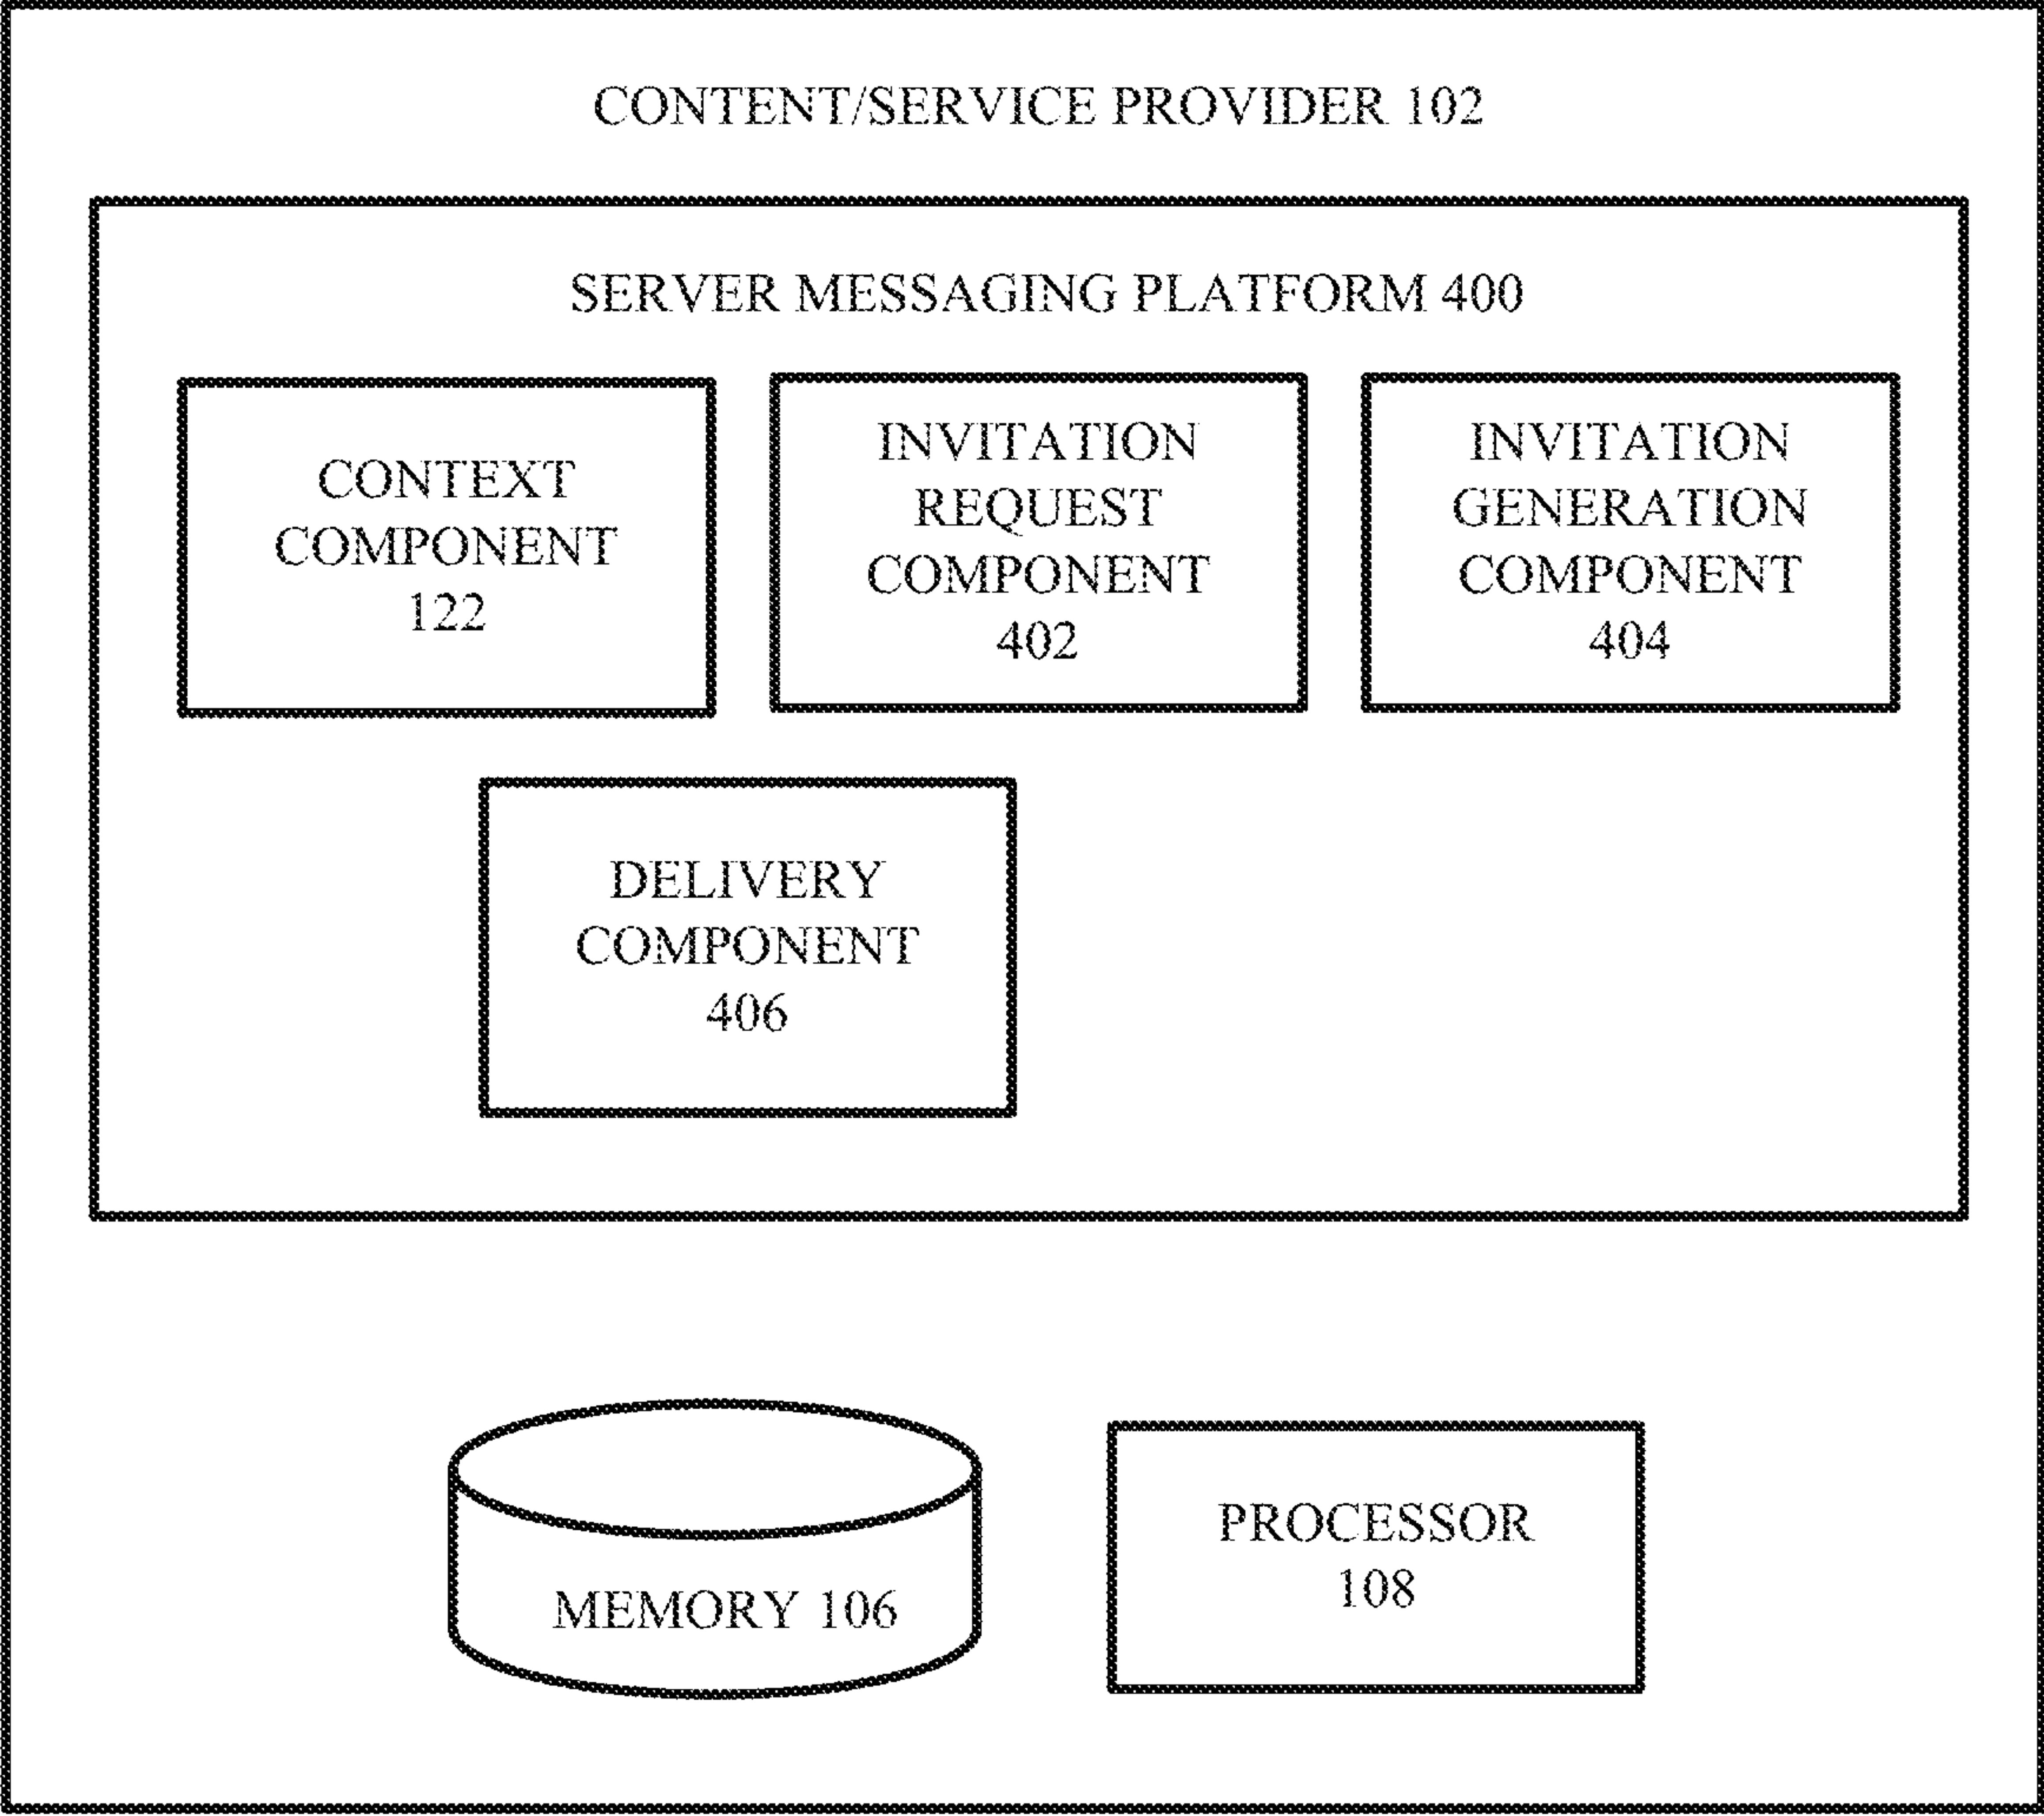 CONTENT/SERVICE PROVIDER 102
SERVER MESSAGING PLATFORM 400
CONTEXT
COMPONENT
122
INVITATION
REQUEST
COMPONENT
402
INVITATION
GENERATION
COMPONENT
404
DELIVERY
COMPONENT
406
MEMORY 106
PROCESSOR
108